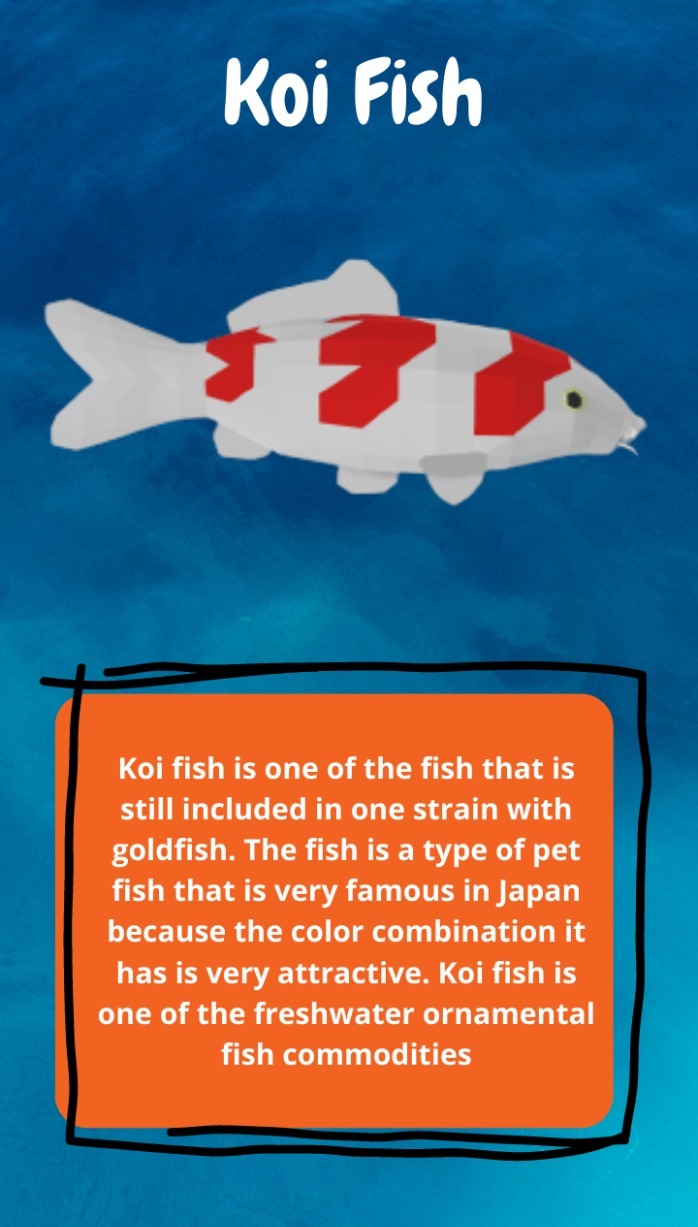 Koi Fish
Koi fish is one of the fish that is
still included in one strain with
goldfish. The fish is a type of pet
fish that is very famous in Japan
because the color combination it
has is very attractive. Koi fish is
one of the freshwater ornamental
fish commodities